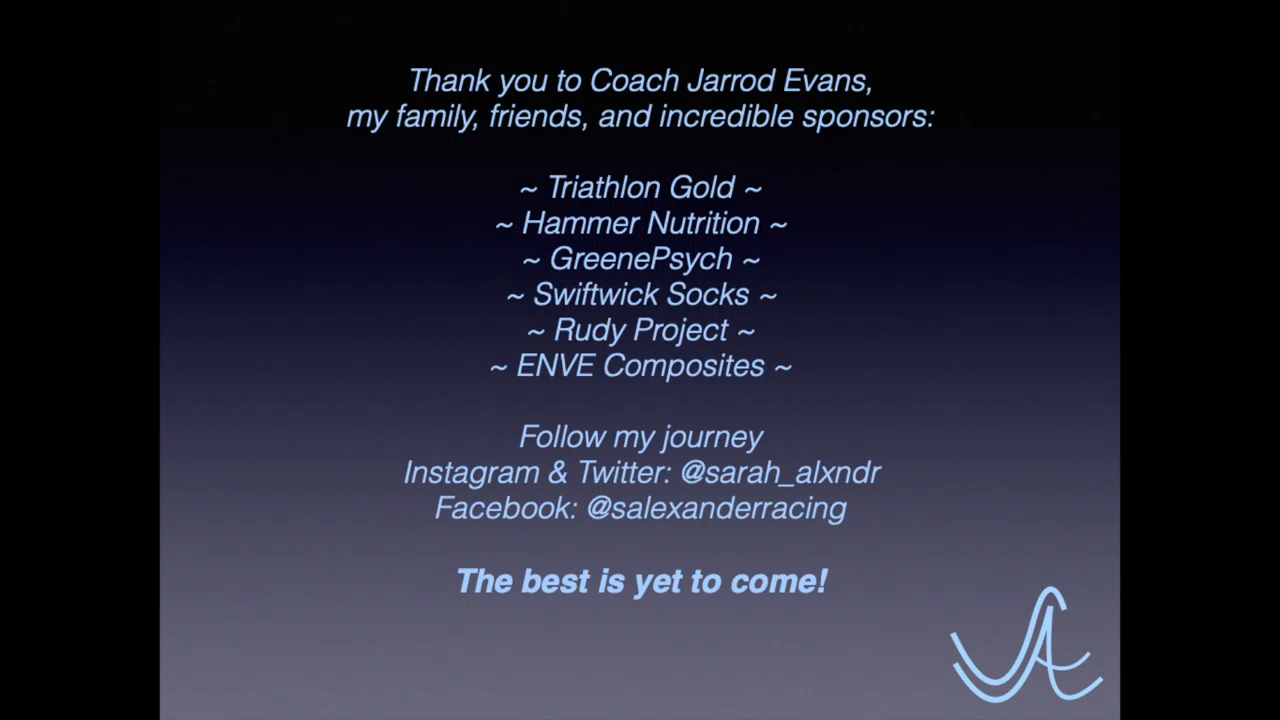 Thank you to Coach Jarrod Evans,
my family, friends, and incredible sponsors:
~ Triathlon Gold ~
~ Hammer Nutrition ~
~ GreenePsych ~
~ Swiftwick Socks ~
~ Rudy Project ~
~ ENVE Composites ~
Follow my journey
Instagram & Twitter: @sarah_alxndr
Facebook: @salexanderracing
The best is yet to come!